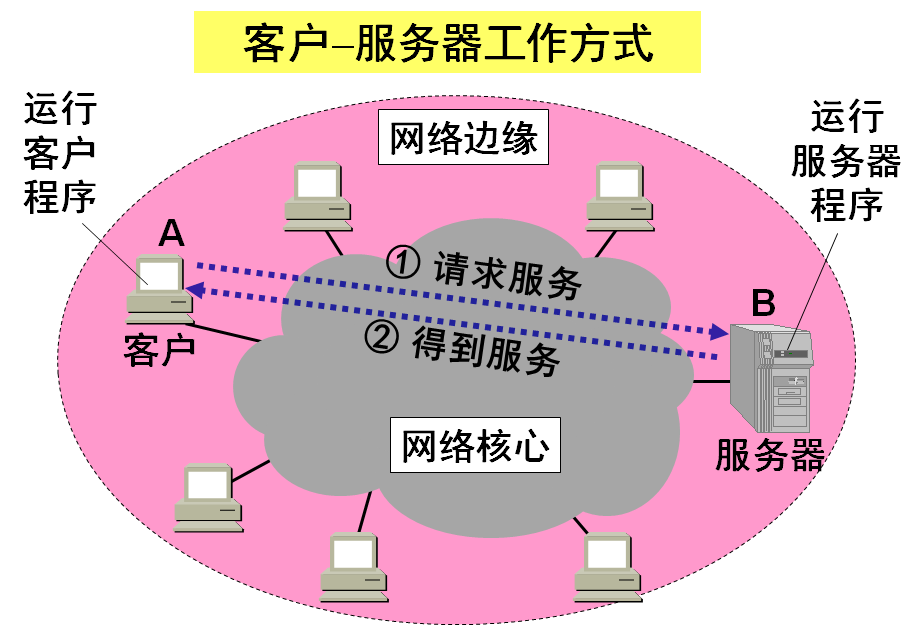 客户–服务器工作方式
运行
客户
程序
网络边缘
运行
服务器
程序
A
① 请求服务
B
② 得到服务
客户
网络核心
服务器